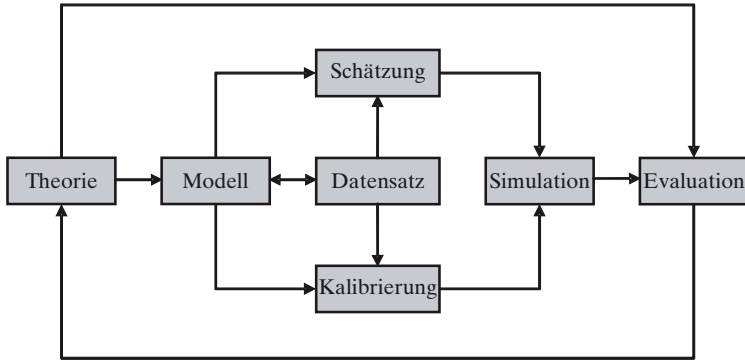 Schätzung
Theorie
Modell
Datensatz
Simulation
Evaluation
Kalibrierung